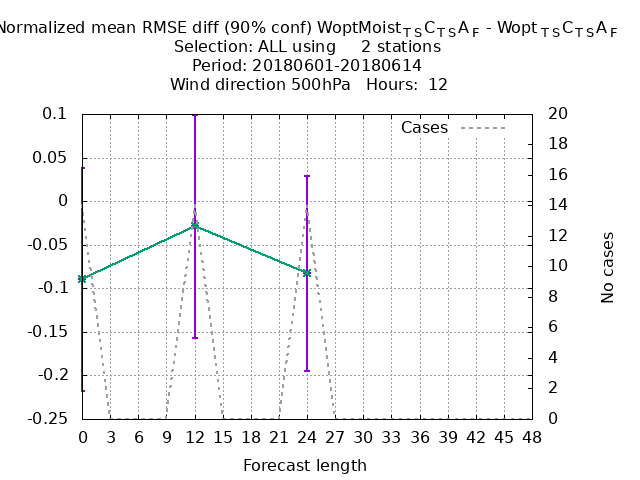 Normalized mean RMSE diff (90% conf) WoptMoist_TSC_TSA_F - Wopt_TSC_TSA_F
Selection: ALL using 2 stations
Period: 20180601-20180614
Wind direction 500hPa Hours: 12
Cases
0.1
0.05
0
-0.05
-0.1
-0.15
-0.2
-0.25
20
18
16
14
12
10
8
6
4
2
0
No cases
0 3 6 9 12 15 18 21 24 27 30 33 36 39 42 45 48
Forecast length